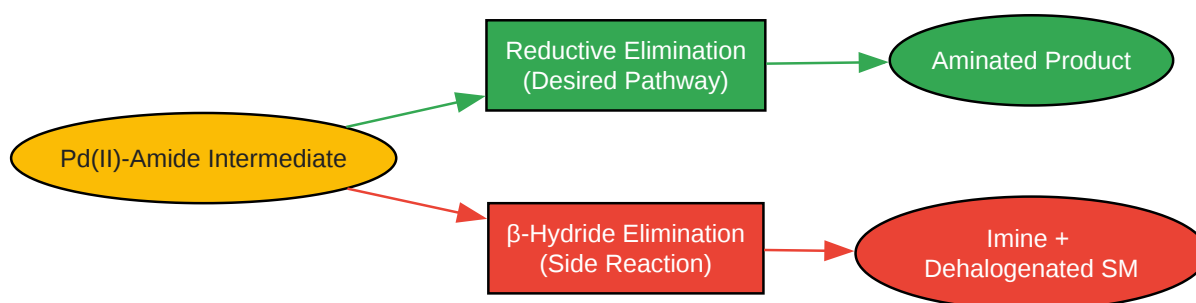 Reductive Elimination
(Desired Pathway)
Aminated Product
Pd(II)-Amide Intermediate
β-Hydride Elimination
(Side Reaction)
Imine +
Dehalogenated SM